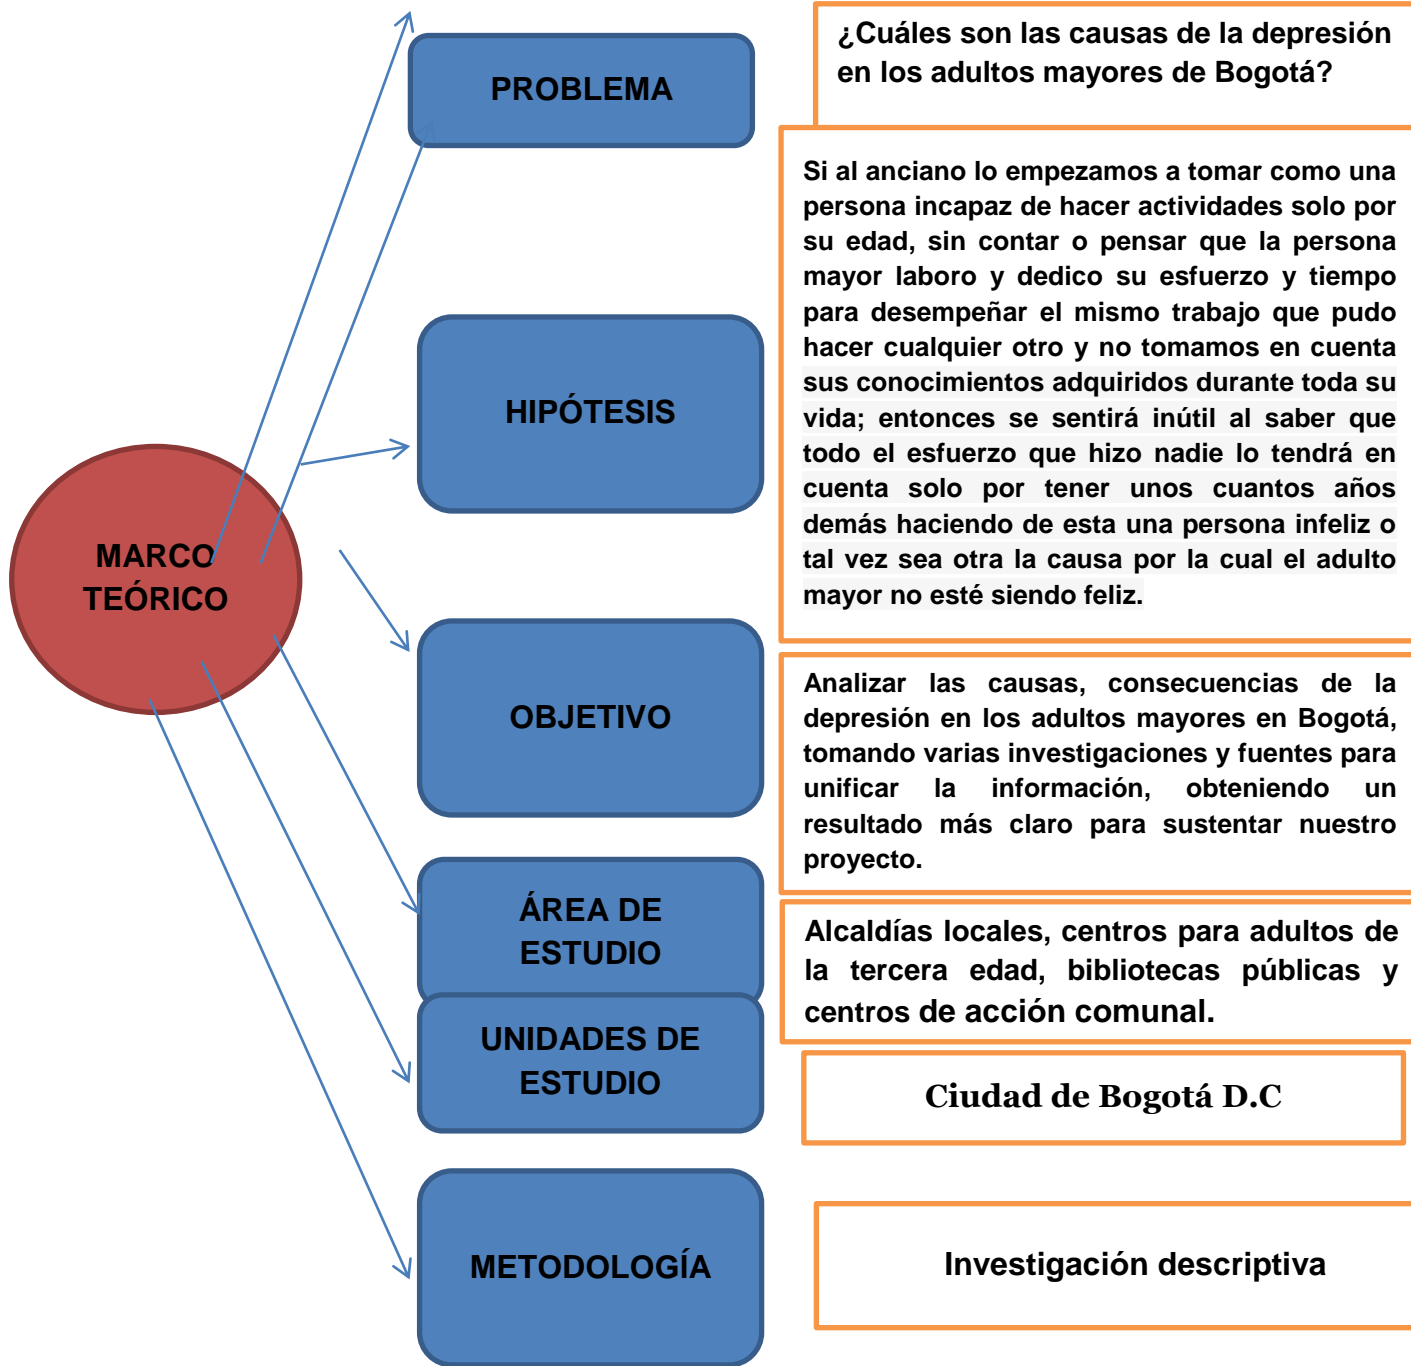 MARCO
TEÓRICO
PROBLEMA
¿Cuáles son las causas de la depresión
en los adultos mayores de Bogotá?
HIPÓTESIS
Si al anciano lo empezamos a tomar como una
persona incapaz de hacer actividades solo por
su edad, sin contar o pensar que la persona
mayor laboro y dedico su esfuerzo y tiempo
para desempeñar el mismo trabajo que pudo
hacer cualquier otro y no tomamos en cuenta
sus conocimientos adquiridos durante toda su
vida; entonces se sentirá inútil al saber que
todo el esfuerzo que hizo nadie lo tendrá en
cuenta solo por tener unos cuantos años
demás haciendo de esta una persona infeliz o
tal vez sea otra la causa por la cual el adulto
mayor no esté siendo feliz.
OBJETIVO
Analizar las causas, consecuencias de la
depresión en los adultos mayores en Bogotá,
tomando varias investigaciones y fuentes para
unificar la información, obteniendo un
resultado más claro para sustentar nuestro
proyecto.
ÁREA DE
ESTUDIO
Alcaldías locales, centros para adultos de
la tercera edad, bibliotecas públicas y
centros de acción comunal.
UNIDADES DE
ESTUDIO
Ciudad de Bogotá D.C
METODOLOGÍA
Investigación descriptiva